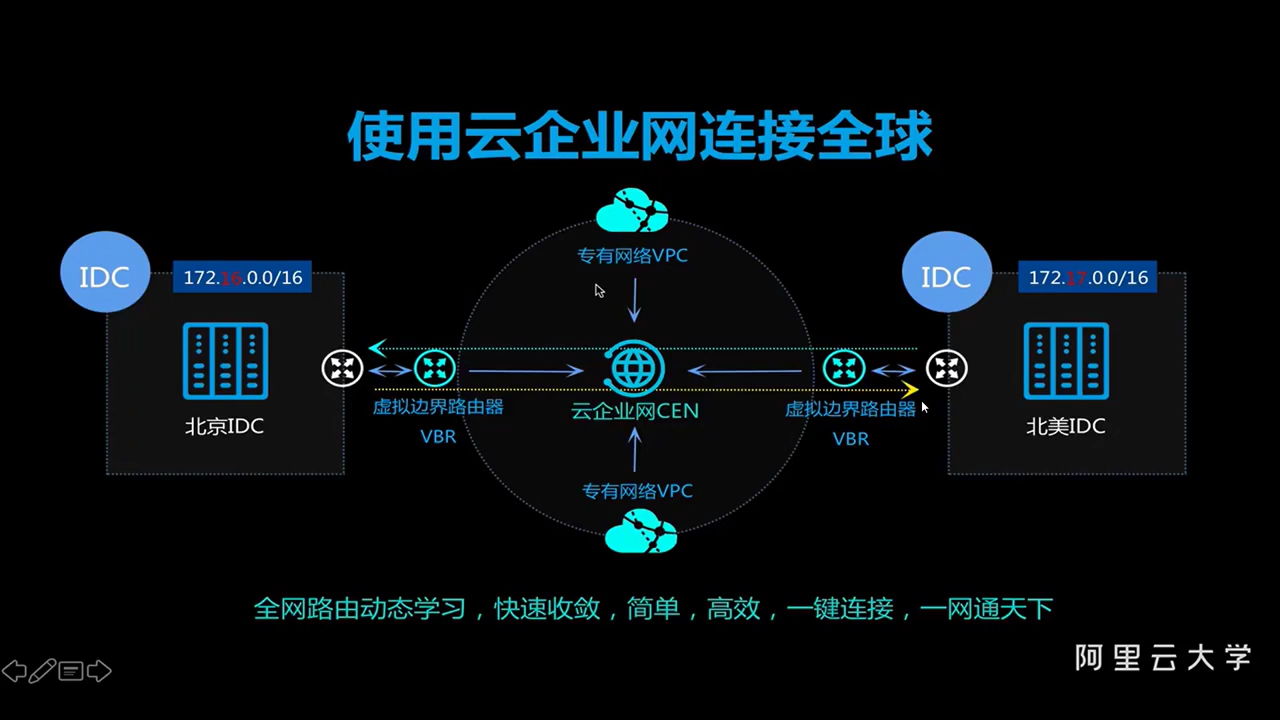 使用云企业网连接全球
专有网络VPC
IDC
172.16.0.0/16
IDC
172.17.0.0/16
北京IDC
虚拟边界路由器
VBR
云企业网CEN
虚拟边界路由器
VBR
北美IDC
专有网络VPC
全网路由动态学习，快速收敛，简单，高效，一键连接，一网通天下
阿里云大学